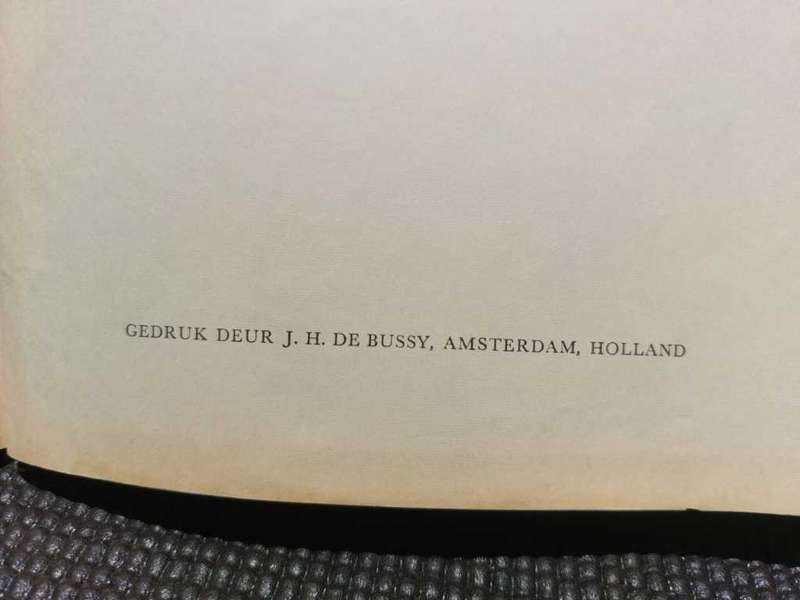 GEDRUK DEUR J. H. DE BUSSY, AMSTERDAM, HOLLAND